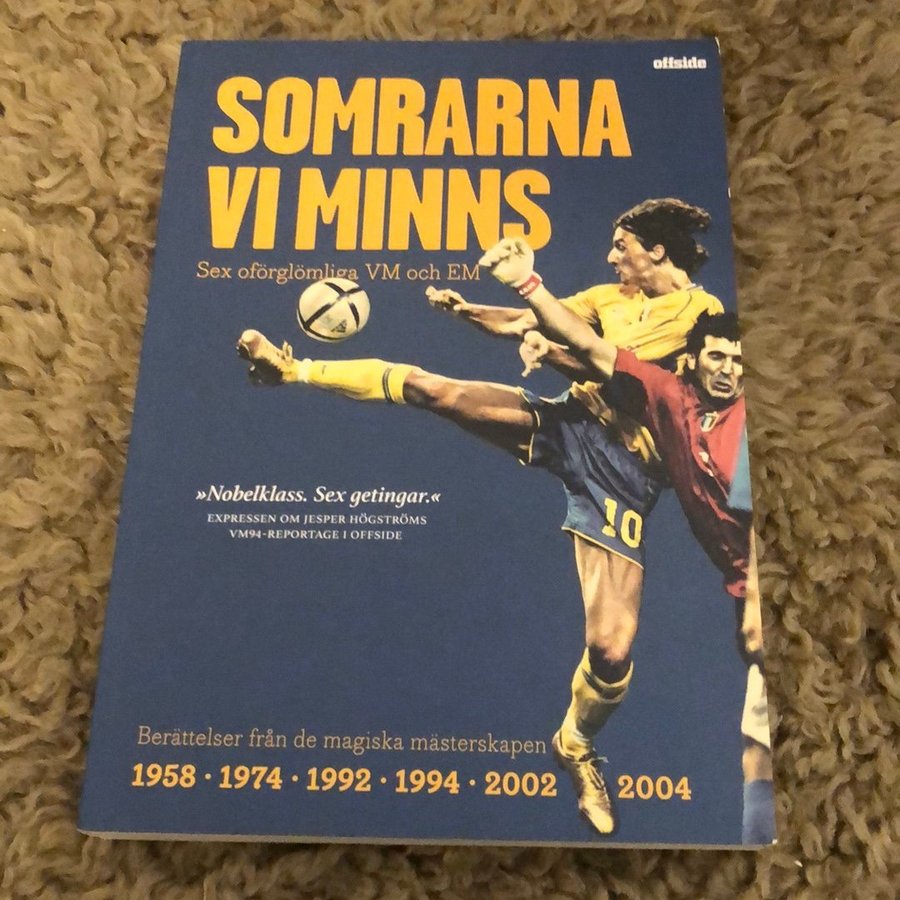 offside
SOMRARNA
VI MINNS
Sex oförglömliga VM och EM
»Nobelklass. Sex getingar.«
EXPRESSEN OM JESPER HÖGSTRÖMS
VM94-REPORTAGE I OFFSIDE
10
Berättelser från de magiska mästerskapen
1958 · 1974 · 1992 · 1994 · 2002 2004